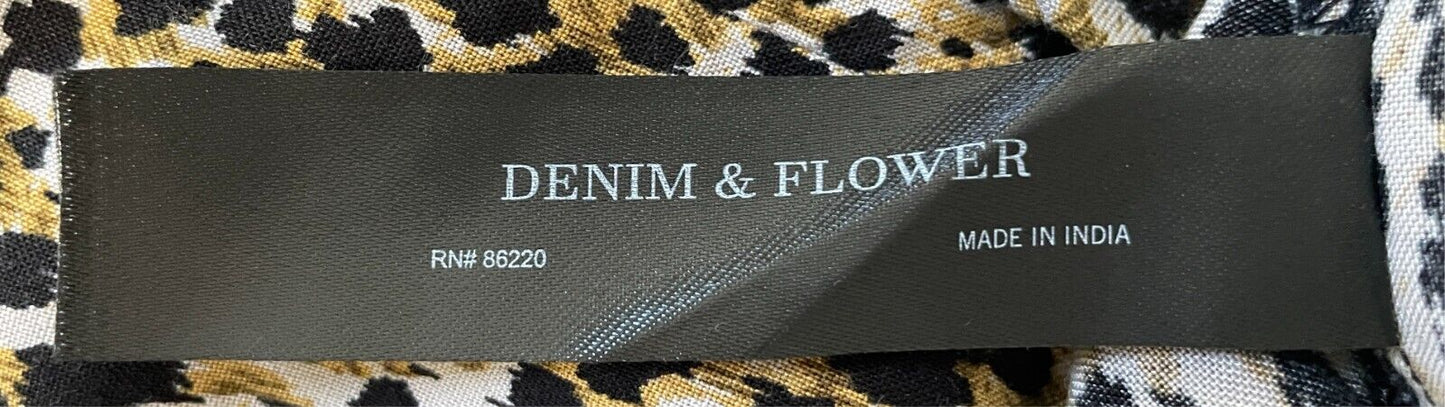 DENIM & FLOWER
RN# 86220
MADE IN INDIA